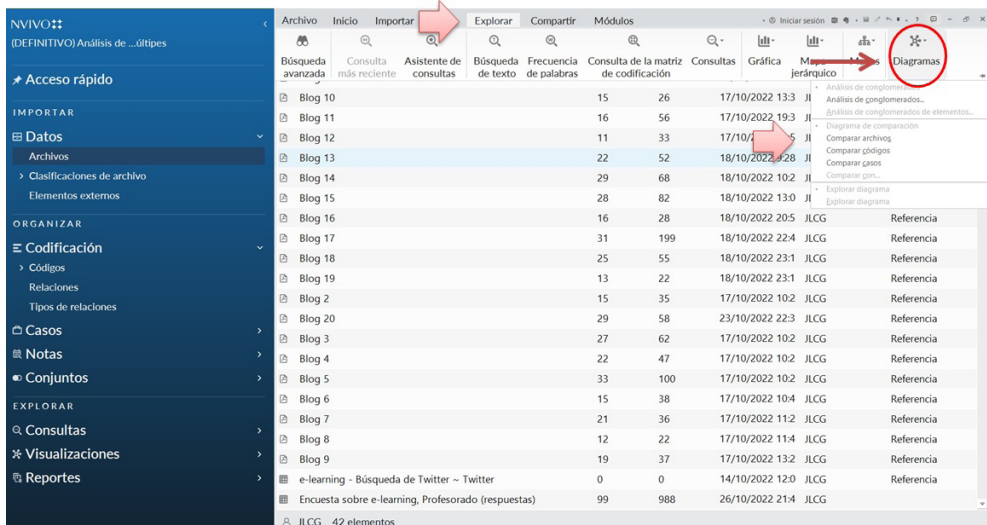 NVIVO
(DEFINITIVO) Análisis de ...últipes
Acceso rápido
IMPORTAR
Datos
Archivos
Clasificaciones de archivo
Elementos externos
ORGANIZAR
Codificación
Códigos
Relaciones
Tipos de relaciones
Casos
Notas
Conjuntos
EXPLORAR
Consultas
Visualizaciones
Reportes
Archivo Inicio Importar Explorar Compartir Módulos Iniciar sesión
Búsqueda avanzada
Consulta más reciente
Asistente de consultas
Búsqueda de texto
Frecuencia de palabras
Consulta de la matriz de codificación
Consultas
Gráfica
jerárquico
Diagramas
Análisis de conglomerados
Análisis de conglomerados...
Análisis de conglomerados de elementos...
Diagrama de comparación
Comparar archivos
Comparar códigos
Comparar casos
Comparar con...
Explorar diagrama
Explorar diagrama
Blog 10 15 26 17/10/2022 13:3
Blog 11 16 56 17/10/2022 19:3
Blog 12 11 33
Blog 13 22 52 18/10/2022 9:28
Blog 14 29 68 18/10/2022 10:2
Blog 15 28 82 18/10/2022 13:0
Blog 16 16 28 18/10/2022 20:5 JLCG Referencia
Blog 17 31 199 18/10/2022 22:4 JLCG Referencia
Blog 18 25 55 18/10/2022 23:1 JLCG Referencia
Blog 19 13 22 18/10/2022 23:1 JLCG Referencia
Blog 2 15 35 17/10/2022 10:2 JLCG Referencia
Blog 20 29 58 23/10/2022 22:3 JLCG Referencia
Blog 3 27 62 17/10/2022 10:2 JLCG Referencia
Blog 4 22 47 17/10/2022 10:2 JLCG Referencia
Blog 5 33 100 17/10/2022 10:2 JLCG Referencia
Blog 6 15 38 17/10/2022 10:4 JLCG Referencia
Blog 7 21 36 17/10/2022 11:2 JLCG Referencia
Blog 8 12 22 17/10/2022 11:4 JLCG Referencia
Blog 9 19 37 17/10/2022 13:2 JLCG Referencia
e-learning - Búsqueda de Twitter ~ Twitter 0 0 14/10/2022 12:0 JLCG Referencia
Encuesta sobre e-learning, Profesorado (respuestas) 99 988 26/10/2022 21:4 JLCG
JLCG 42 elementos